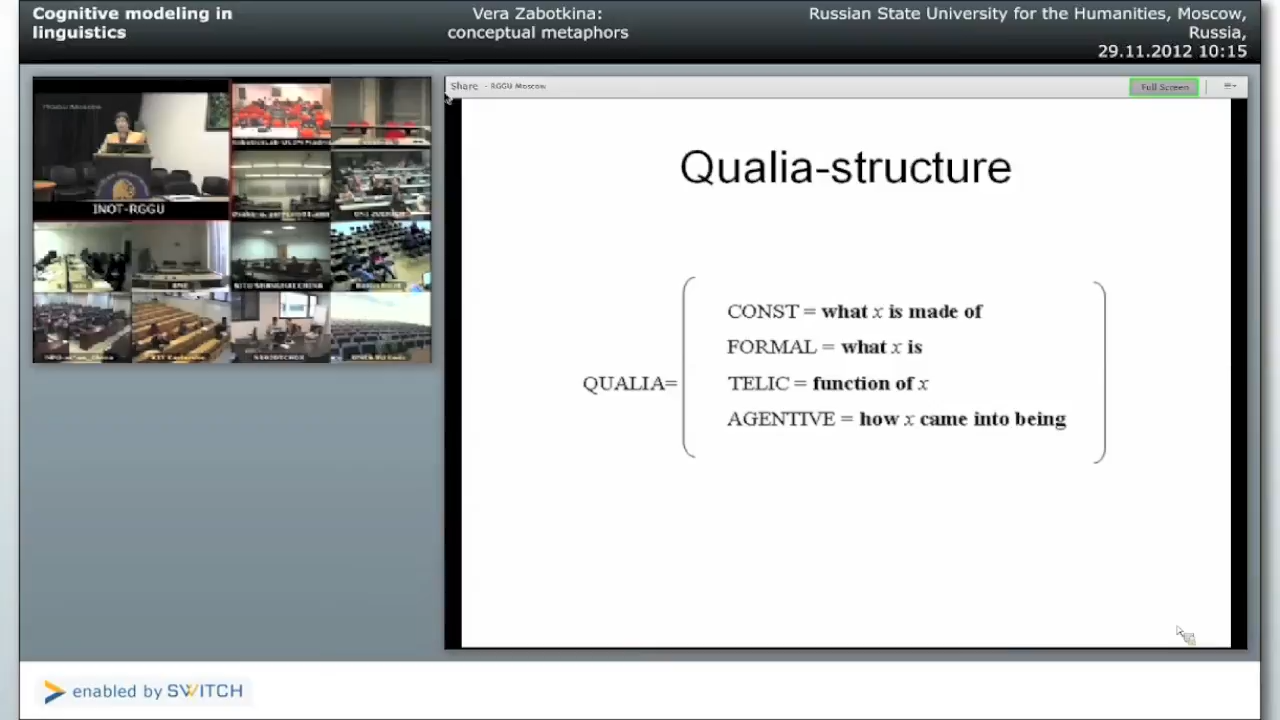 Cognitive modeling in
linguistics
Vera Zabotkina:
conceptual metaphors
Russian State University for the Humanities, Moscow,
Russia,
29.11.2012 10:15
Share - RGGU Moscow
Full Screen
INOT-RGGU
Qualia-structure
QUALIA=
CONST = what x is made of
FORMAL = what x is
TELIC = function of x
AGENTIVE = how x came into being
enabled by SWITCH